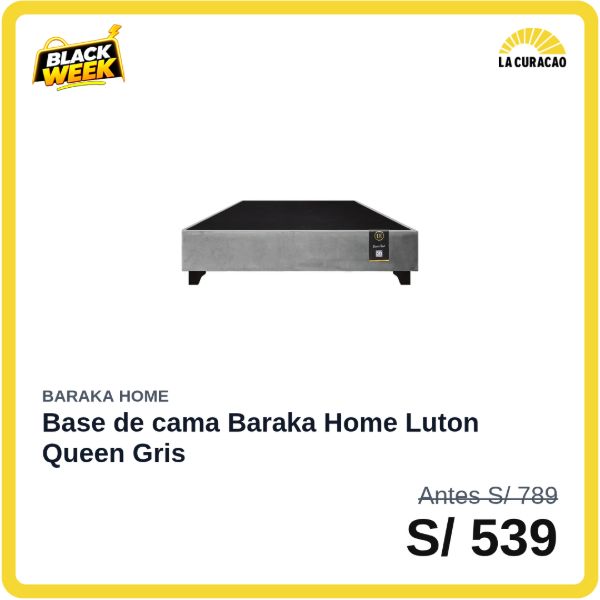 BLACK
WEEK
LA CURACAO
BARAKA HOME
Base de cama Baraka Home Luton
Queen Gris
Antes S/ 789
S/ 539